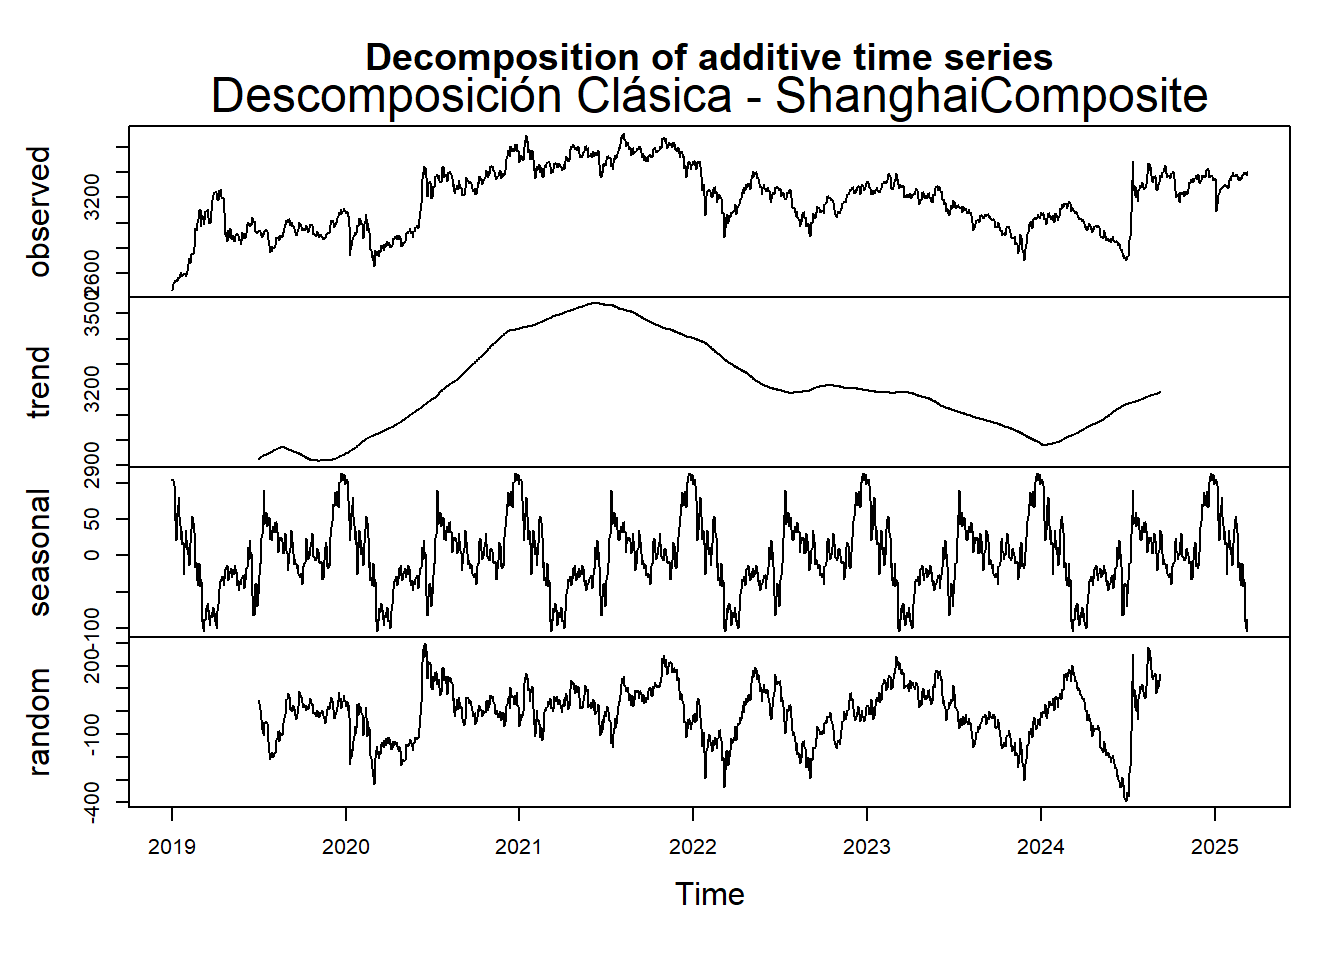 Decomposition of additive time series
Descomposición Clásica - ShanghaiComposite
observed
2600
3200
trend
2900
3200
3500
seasonal
-100
0
50
random
-400
-100
200
2019 2020 2021 2022 2023 2024 2025
Time